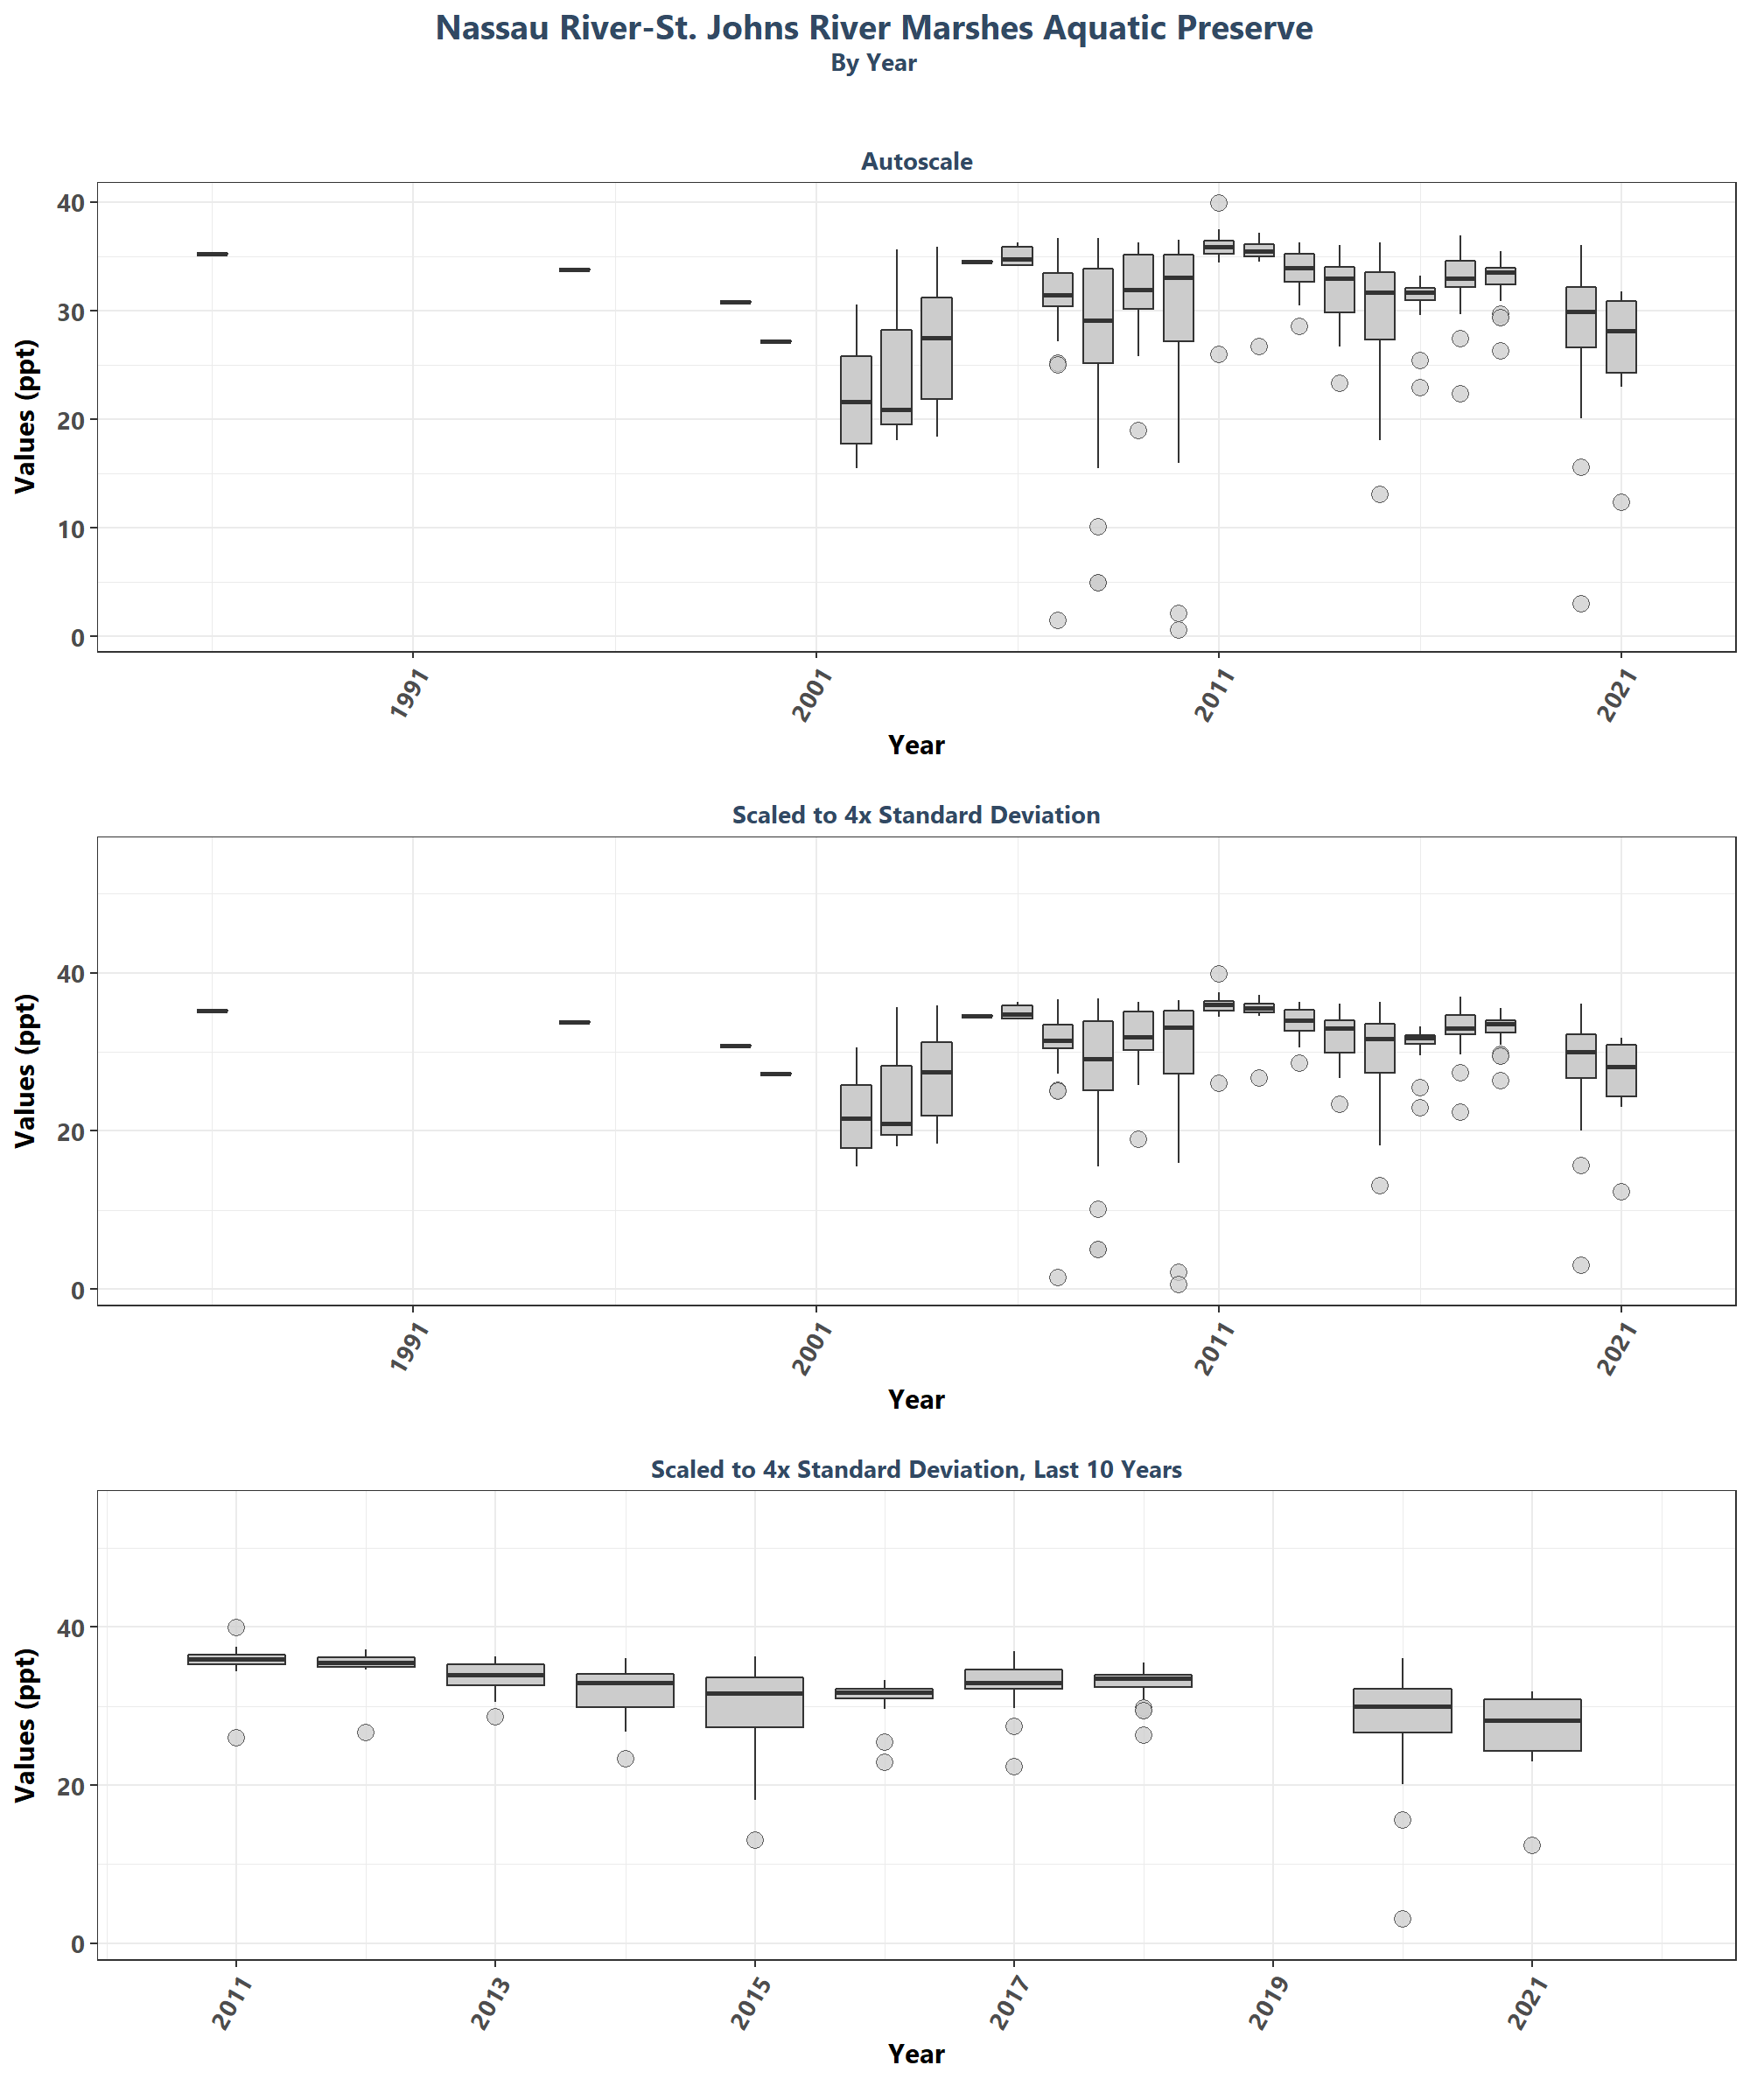 Nassau River-St. Johns River Marshes Aquatic Preserve
By Year
Autoscale
Values (ppt)
40
30
20
10
0
1991
2001
2011
2021
Year
Scaled to 4x Standard Deviation
Values (ppt)
40
20
0
1991
2001
2011
2021
Year
Scaled to 4x Standard Deviation, Last 10 Years
Values (ppt)
40
20
0
2011
2013
2015
2017
2019
2021
Year